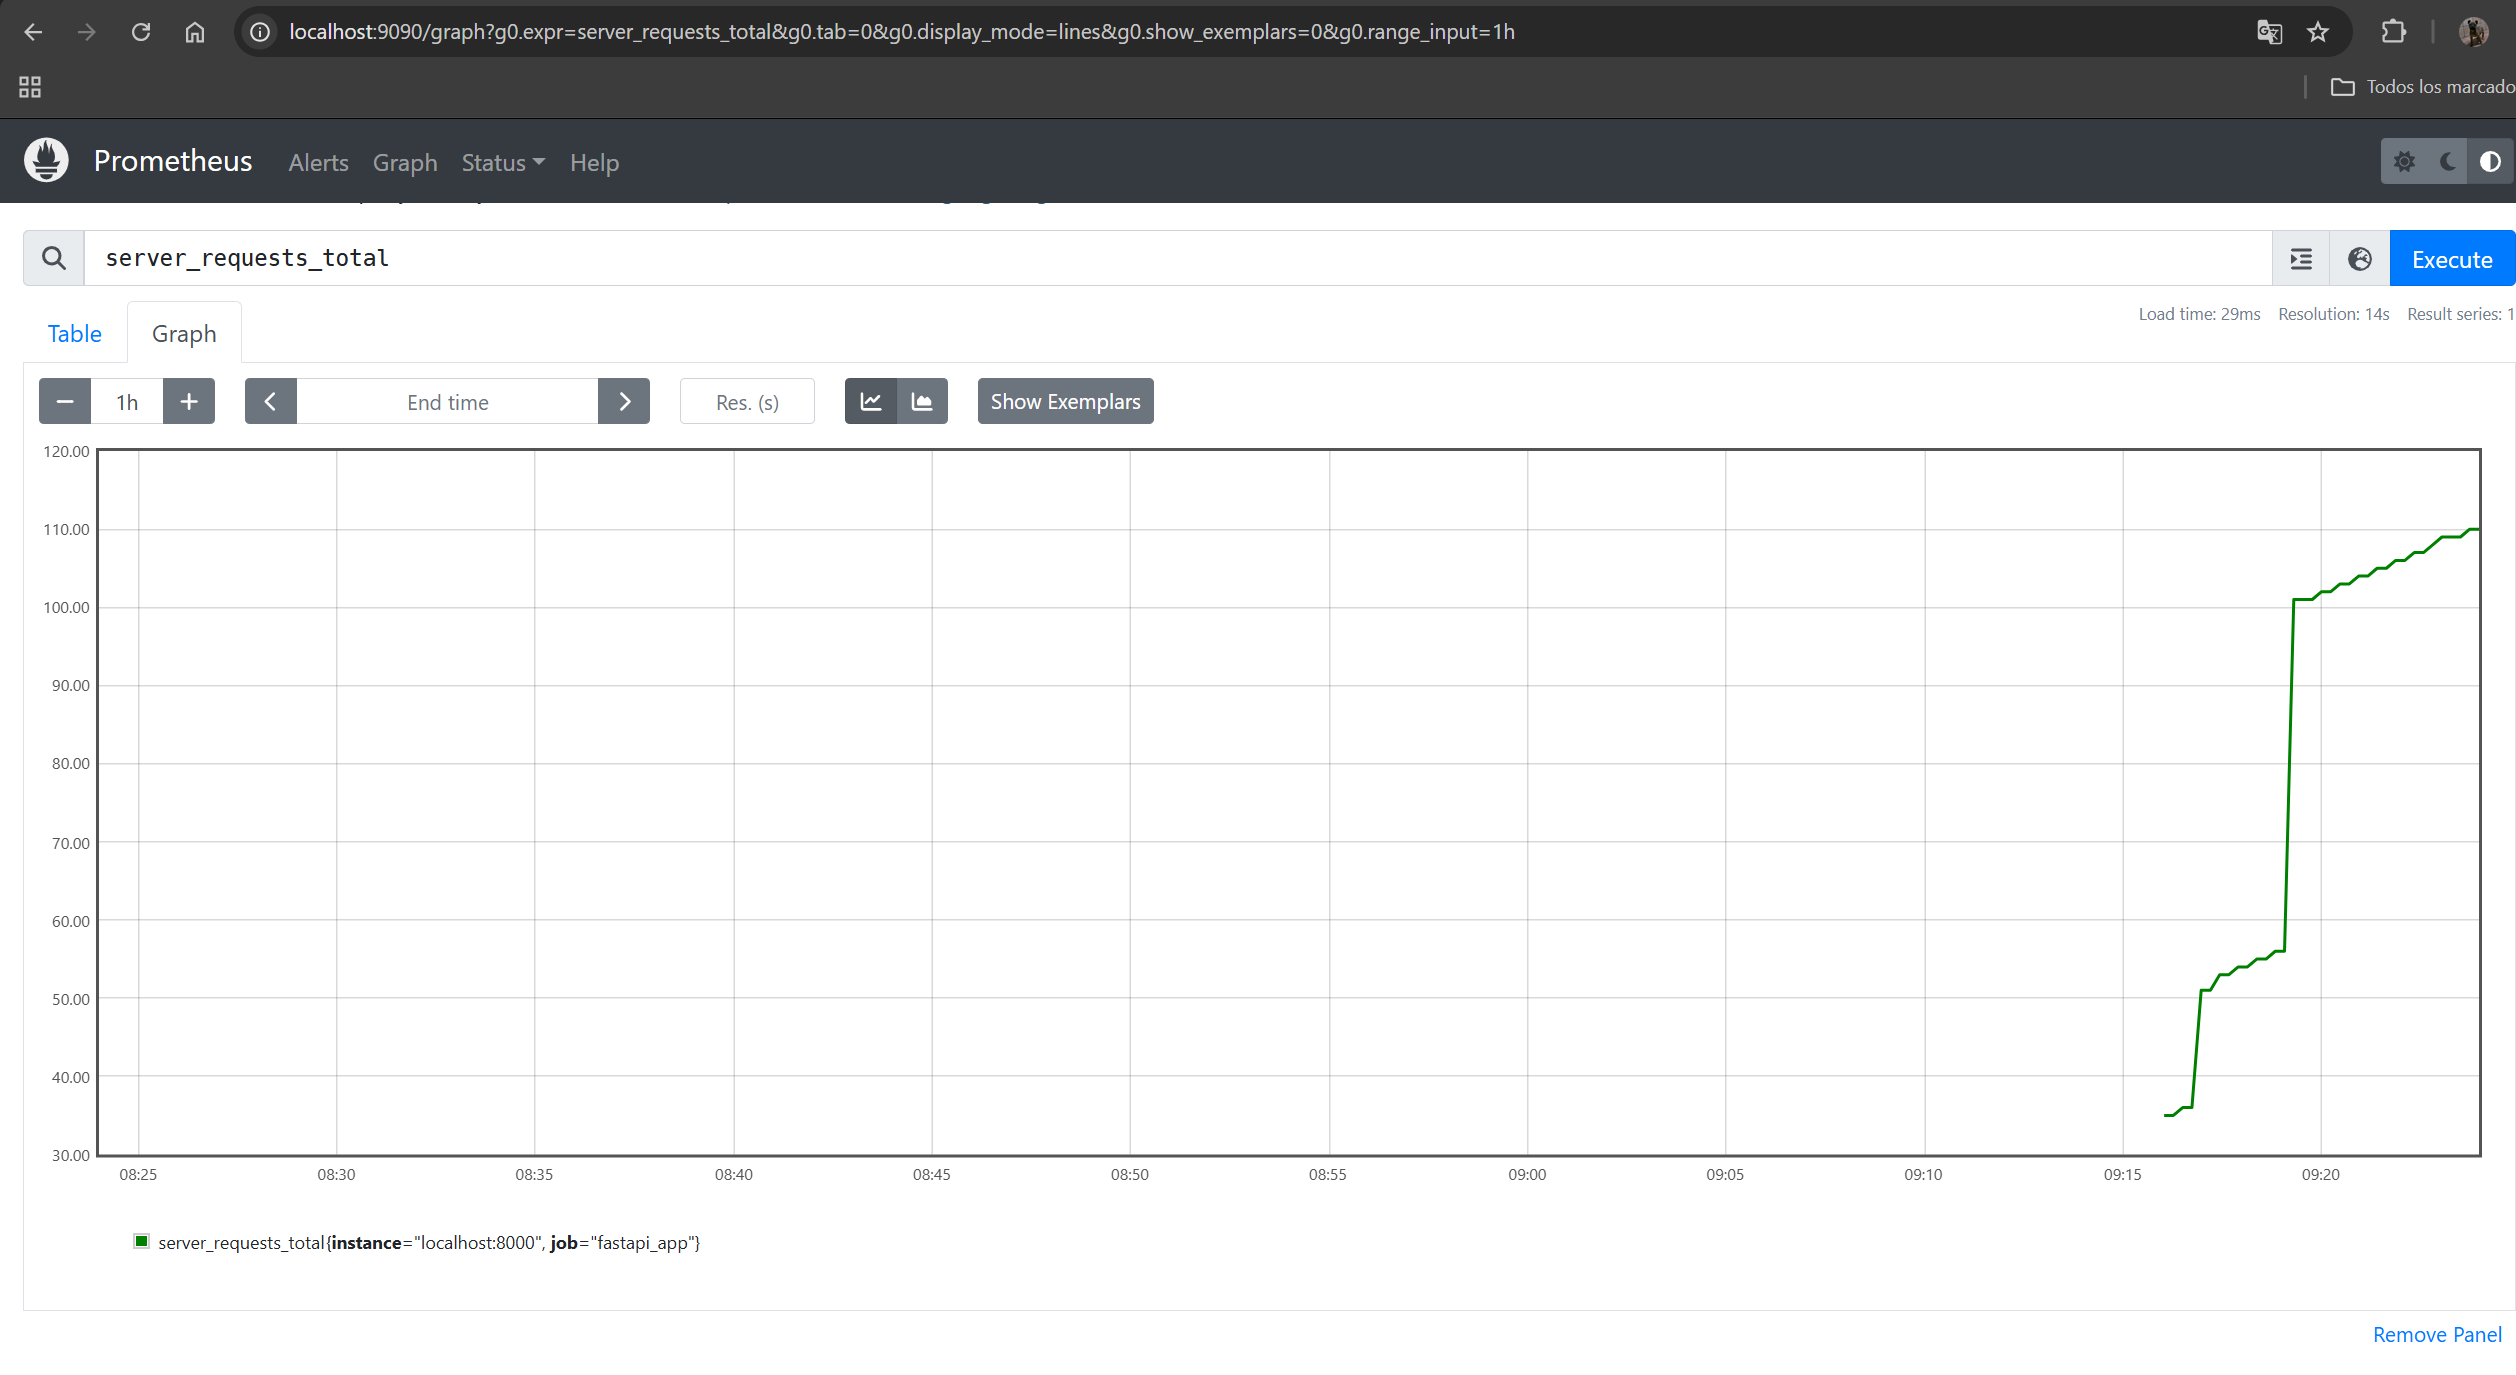 localhost:9090/graph?g0.expr=server_requests_total&g0.tab=0&g0.display_mode=lines&g0.show_exemplars=0&g0.range_input=1h
Todos los marcado
Prometheus Alerts Graph Status Help
server_requests_total
Execute
Table Graph
Load time: 29ms Resolution: 14s Result series: 1
1h End time Res. (s) Show Exemplars
120.00
110.00
100.00
90.00
80.00
70.00
60.00
50.00
40.00
30.00
08:25 08:30 08:35 08:40 08:45 08:50 08:55 09:00 09:05 09:10 09:15 09:20
server_requests_total{instance="localhost:8000", job="fastapi_app"}
Remove Panel